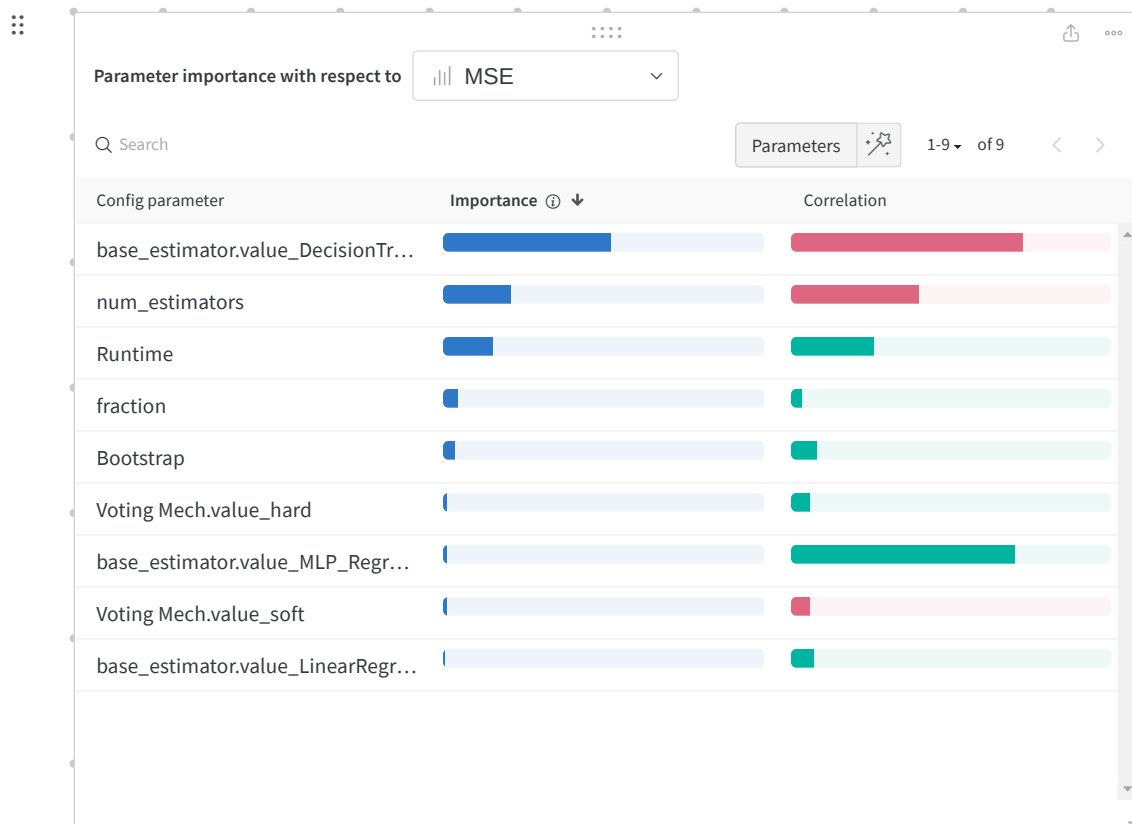 Parameter importance with respect to MSE
Search Parameters 1-9 of 9
Config parameter Importance Correlation
base_estimator.value_DecisionTr...
num_estimators
Runtime
fraction
Bootstrap
Voting Mech.value_hard
base_estimator.value_MLP_Regr...
Voting Mech.value_soft
base_estimator.value_LinearRegr...